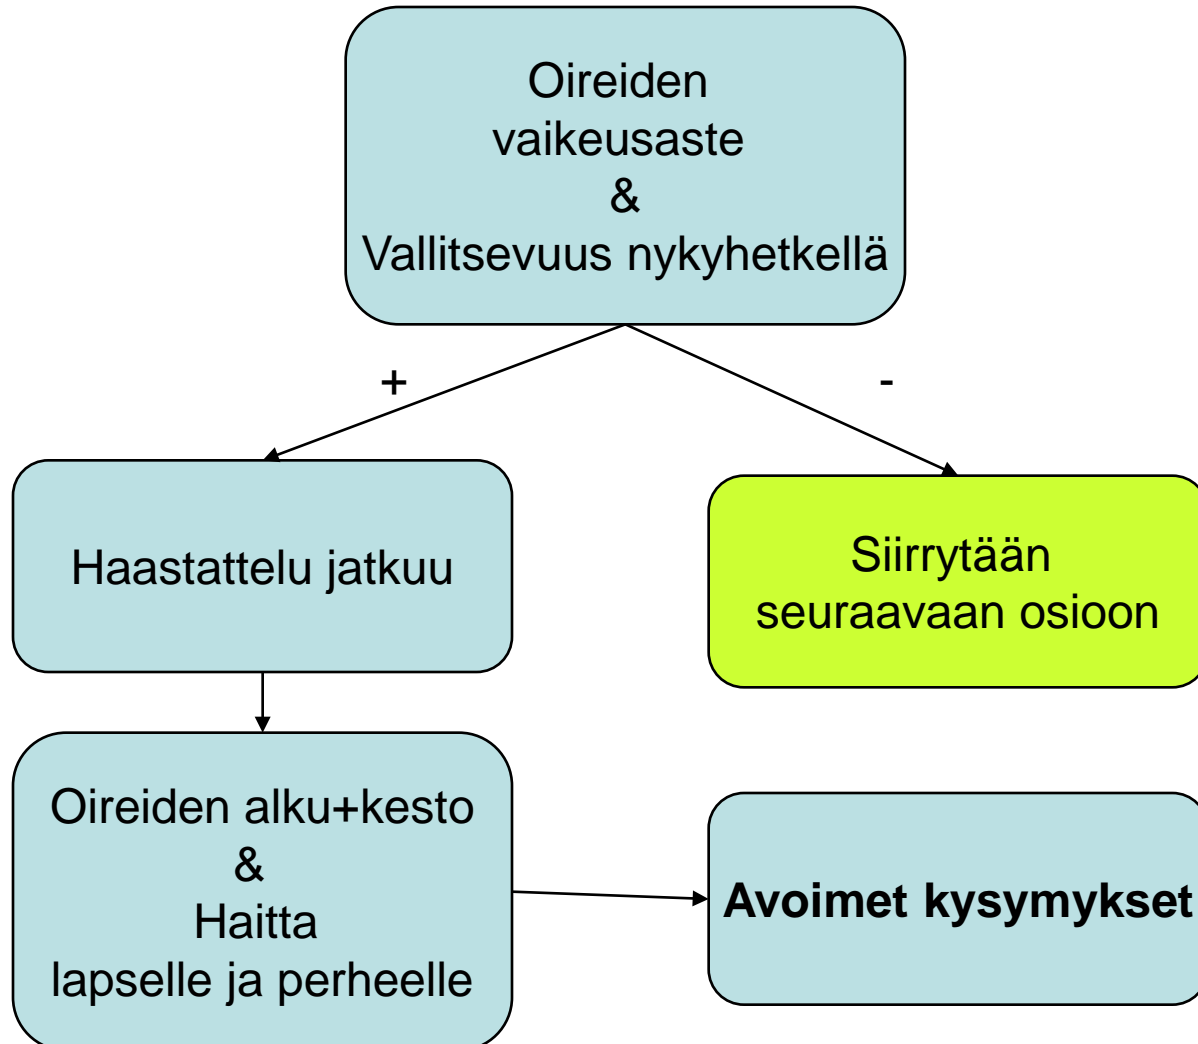 Oireiden
vaikeusaste
&
Vallitsevuus nykyhetkellä
+
-
Haastattelu jatkuu
Siirrytään
seuraavaan osioon
Oireiden alku+kesto
&
Haitta
lapselle ja perheelle
Avoimet kysymykset